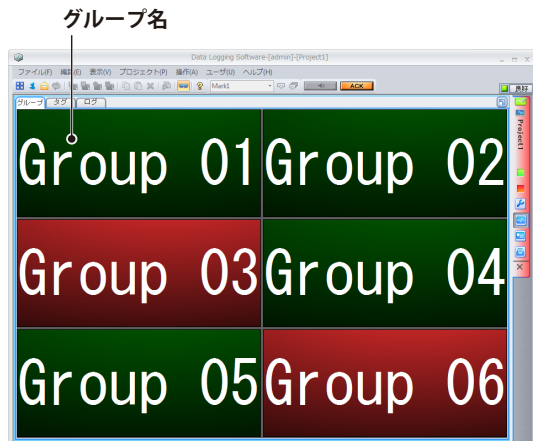 グループ名
Data Logging Software-[admin]-[Project1]
ファイル(F) 編集(E) 表示(V) プロジェクト(P) 操作(A) ユーザ(U) ヘルプ(H)
Mark1 ACK
良好
グループ タグ ログ
Project1
Group 01 Group 02
Group 03 Group 04
Group 05 Group 06